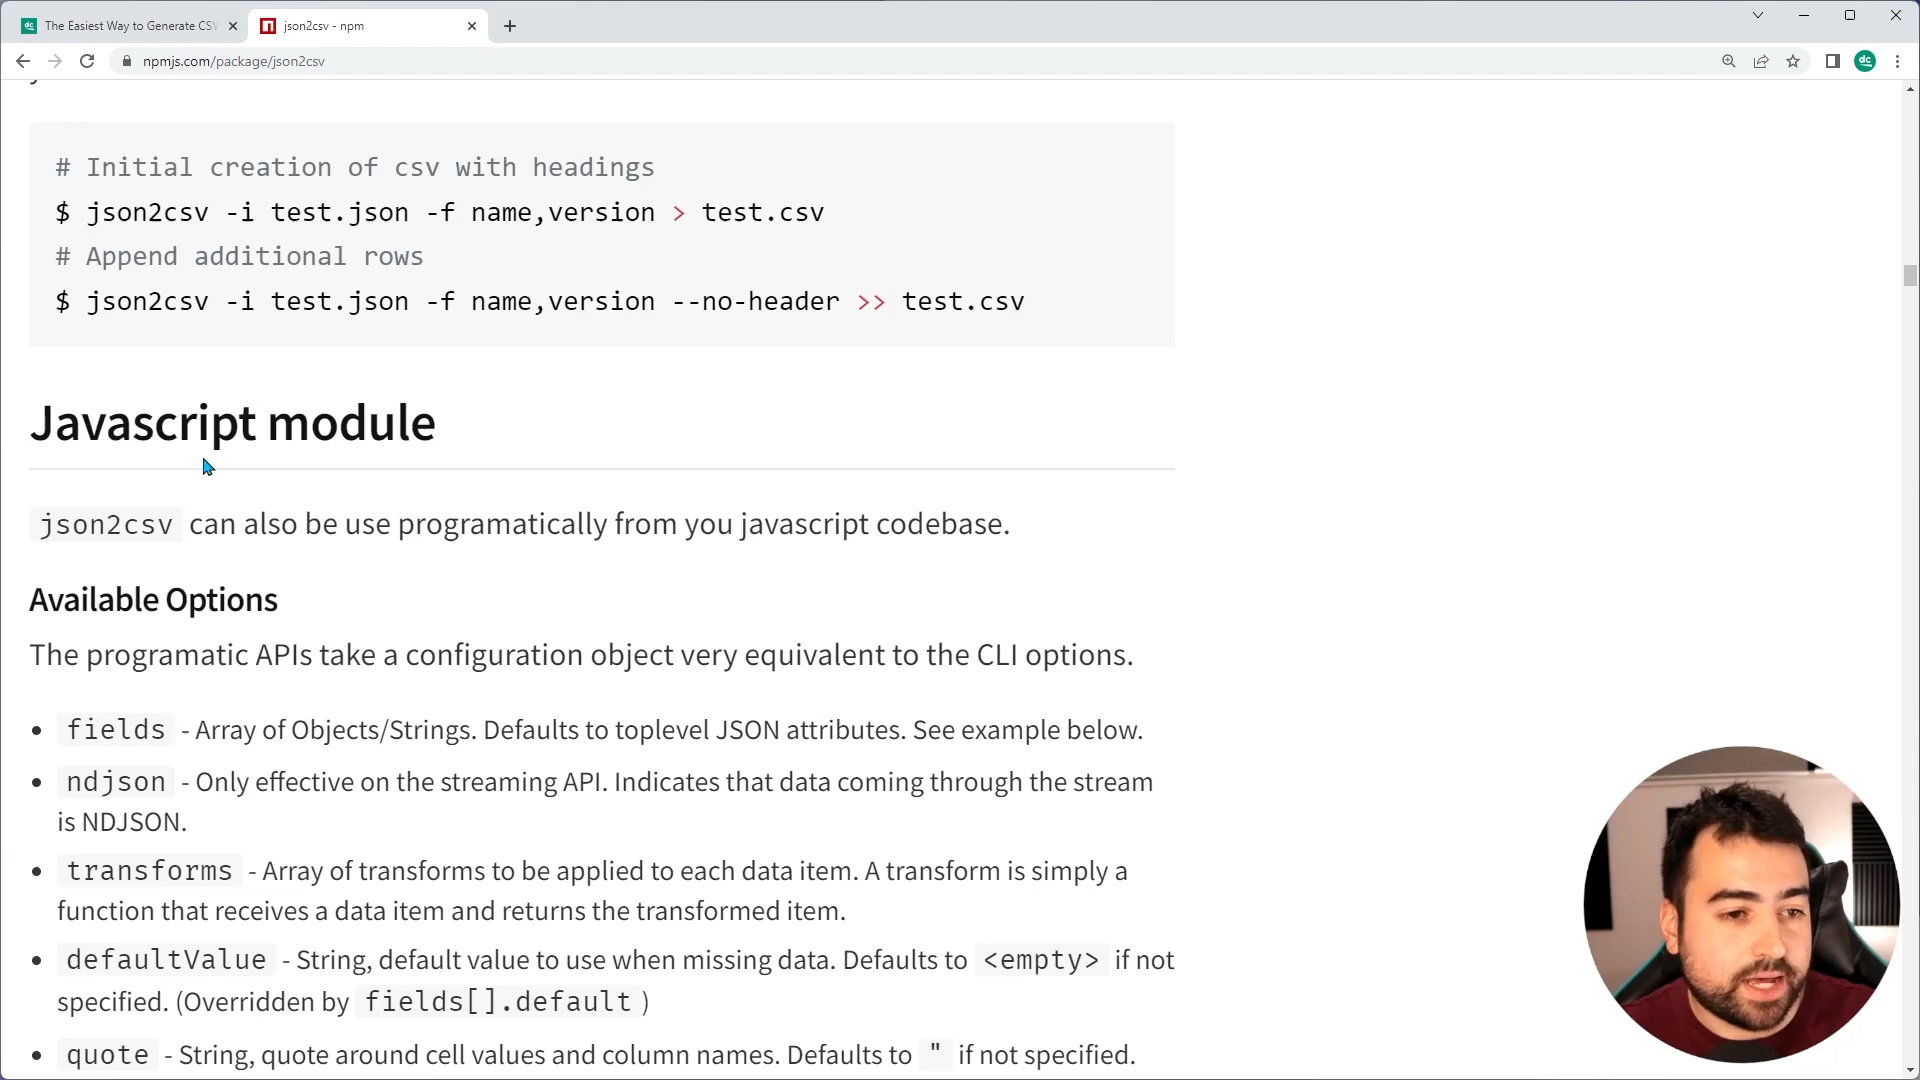 The Easiest Way to Generate CSV
json2csv - npm
npmjs.com/package/json2csv
dc
# Initial creation of csv with headings
$ json2csv -i test.json -f name,version > test.csv
# Append additional rows
$ json2csv -i test.json -f name,version --no-header >> test.csv
Javascript module
json2csv can also be use programatically from you javascript codebase.
Available Options
The programatic APIs take a configuration object very equivalent to the CLI options.
• fields - Array of Objects/Strings. Defaults to toplevel JSON attributes. See example below.
• ndjson - Only effective on the streaming API. Indicates that data coming through the stream
is NDJSON.
• transforms - Array of transforms to be applied to each data item. A transform is simply a
function that receives a data item and returns the transformed item.
• defaultValue - String, default value to use when missing data. Defaults to <empty> if not
specified. (Overridden by fields[].default )
• quote - String, quote around cell values and column names. Defaults to " if not specified.